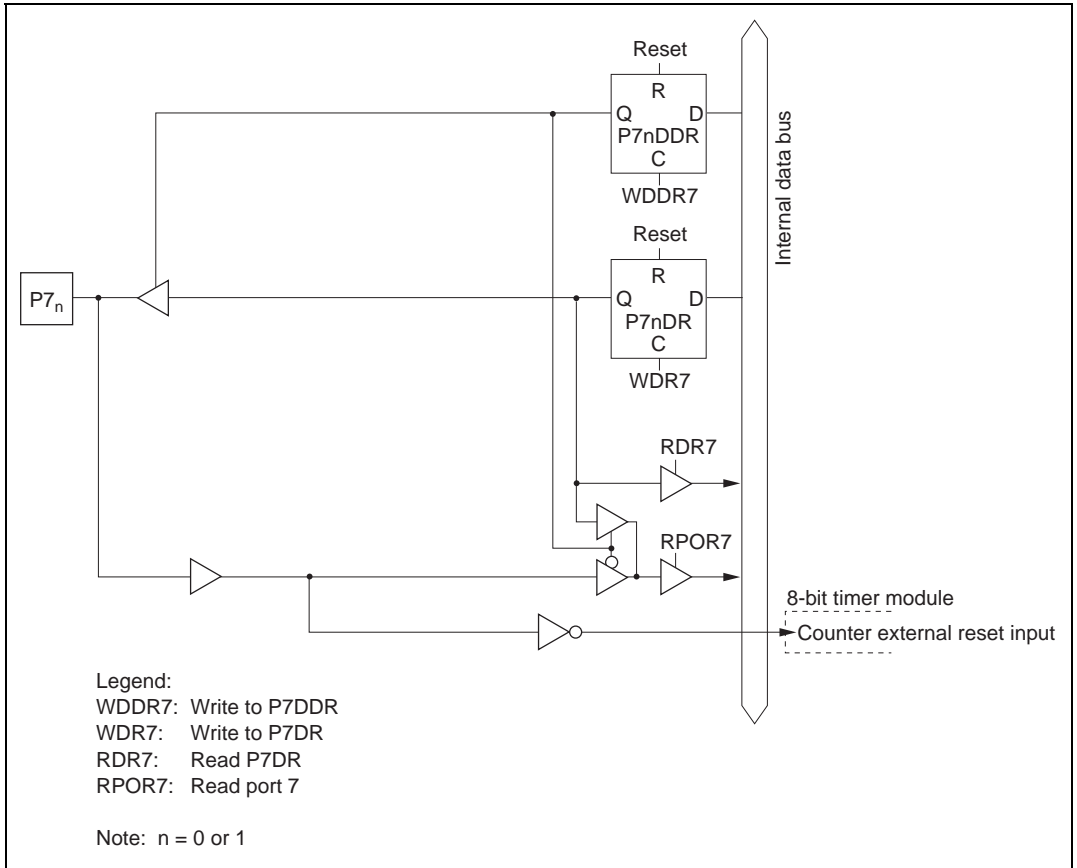 Reset
R
Q D
P7nDDR
C
WDDR7
Internal data bus
Reset
R
P7n
Q D
P7nDR
C
WDR7
RDR7
RPOR7
8-bit timer module
Counter external reset input
Legend:
WDDR7: Write to P7DDR
WDR7: Write to P7DR
RDR7: Read P7DR
RPOR7: Read port 7
Note: n = 0 or 1